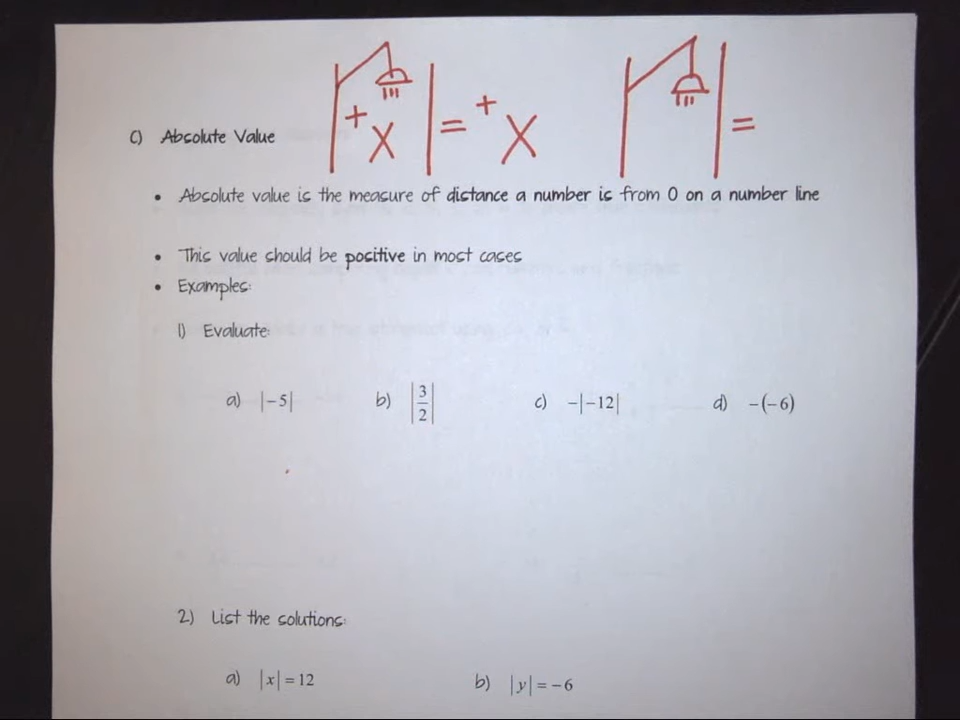 |+x| = +x | | =
C) Absolute Value
• Absolute value is the measure of distance a number is from 0 on a number line
• This value should be positive in most cases
• Examples:
1) Evaluate:
a) |-5| b) |3/2| c) -|-12| d) -(-6)
2) List the solutions:
a) |x| = 12 b) |y| = -6